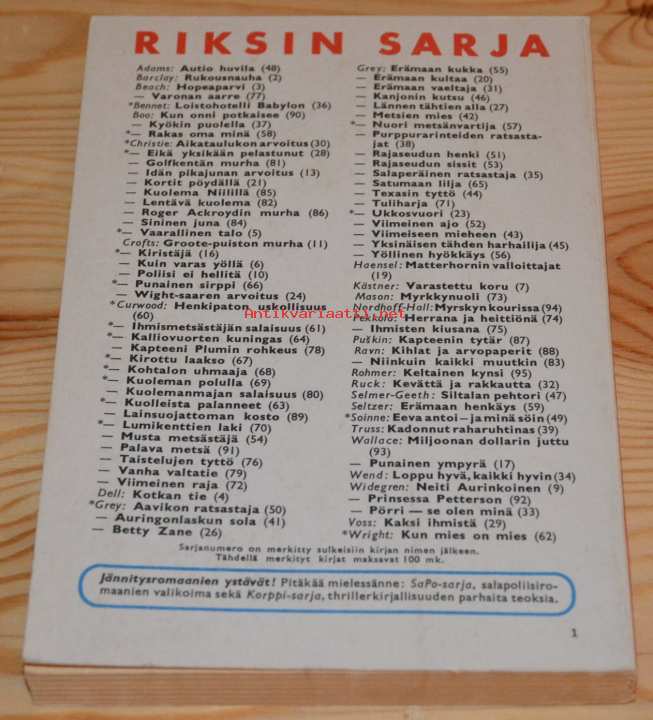 RIKSIN SARJA
Adams: Autio huvila (48)
Barclay: Rukousnauha (2)
Beach: Hopeaparvi (3)
— Varonan aarre (77)
*Bennet: Loistohotelli Babylon (36)
Boo: Kun onni potkaisee (90)
— Kyökin puolella (37)
*— Rakas oma minä (58)
*Christie: Aikataulukon arvoitus (30)
*— Eikä yksikään pelastunut (28)
— Golfkentän murha (81)
— Idän pikajunan arvoitus (13)
— Kortit pöydällä (21)
— Kuolema Niilillä (85)
— Lentävä kuolema (82)
— Roger Ackroydin murha (86)
— Sininen juna (84)
*— Vaarallinen talo (5)
Crofts: Groote-puiston murha (11)
*— Kiristäjä (16)
— Kuin varas yöllä (6)
— Poliisi ei hellitä (10)
*— Punainen sirppi (66)
— Wight-saaren arvoitus (24)
*Curwood: Henkipaton uskollisuus
(60)
*— Ihmismetsästäjän salaisuus (61)
*— Kalliovuorten kuningas (64)
— Kapteeni Plumin rohkeus (78)
*— Kirottu laakso (67)
*— Kohtalon uhmaaja (68)
*— Kuoleman polulla (69)
— Kuolemanmajan salaisuus (80)
*— Kuolleista palanneet (63)
— Lainsuojattoman kosto (89)
*— Lumikenttien laki (70)
— Musta metsästäjä (54)
— Palava metsä (91)
— Taistelujen tyttö (76)
— Vanha valtatie (79)
— Viimeinen raja (72)
Dell: Kotkan tie (4)
*Grey: Aavikon ratsastaja (50)
— Auringonlaskun sola (41)
— Betty Zane (26)
Grey: Erämaan kukka (55)
— Erämaan kultaa (20)
— Erämaan vaeltaja (31)
— Kanjonin kutsu (46)
— Lännen tähtien alla (27)
— Metsien mies (42)
*— Nuori metsänvartija (57)
— Purppurarinteiden ratsasta-
jat (38)
— Rajaseudun henki (51)
— Rajaseudun sissit (53)
— Salaperäinen ratsastaja (35)
— Satumaan lilja (65)
— Texasin tyttö (44)
— Tuliharja (71)
*— Ukkosvuori (23)
— Viimeinen ajo (52)
— Viimeiseen mieheen (43)
— Yksinäisen tähden harhailija (45)
— Yöllinen hyökkäys (56)
Haensel: Matterhornin valloittajat
(19)
Kästner: Varastettu koru (7)
Mason: Myrkkynuoli (73)
Nordhoff-Hall: Myrskyn kourissa (94)
Pekkola: Herrana ja heittiönä (74)
— Ihmisten kiusana (75)
Puškin: Kapteenin tytär (87)
Ravn: Kihlat ja arvopaperit (88)
— Niinkuin kaikki muutkin (83)
Rohmer: Keltainen kynsi (95)
Ruck: Kevättä ja rakkautta (32)
Selmer-Geeth: Siltalan pehtori (47)
Seltzer: Erämaan henkäys (59)
*Soinne: Eeva antoi — ja minä söin (49)
Truss: Kadonnut raharuhtinas (39)
Wallace: Miljoonan dollarin juttu
(93)
— Punainen ympyrä (17)
Wend: Loppu hyvä, kaikki hyvin (34)
Widegren: Neiti Aurinkoinen (9)
— Prinsessa Petterson (92)
— Pörri — se olen minä (33)
Voss: Kaksi ihmistä (29)
*Wright: Kun mies on mies (62)
Sarjanumero on merkitty sulkeisiin kirjan nimen jälkeen.
Tähdellä merkityt kirjat maksavat 100 mk.
Jännitysromaanien ystävät! Pitäkää mielessänne: SaPo-sarja, salapoliisiro-
maanien valikoima sekä Korppi-sarja, thrillerkirjallisuuden parhaita teoksia.
1
Antikvariaatti.net